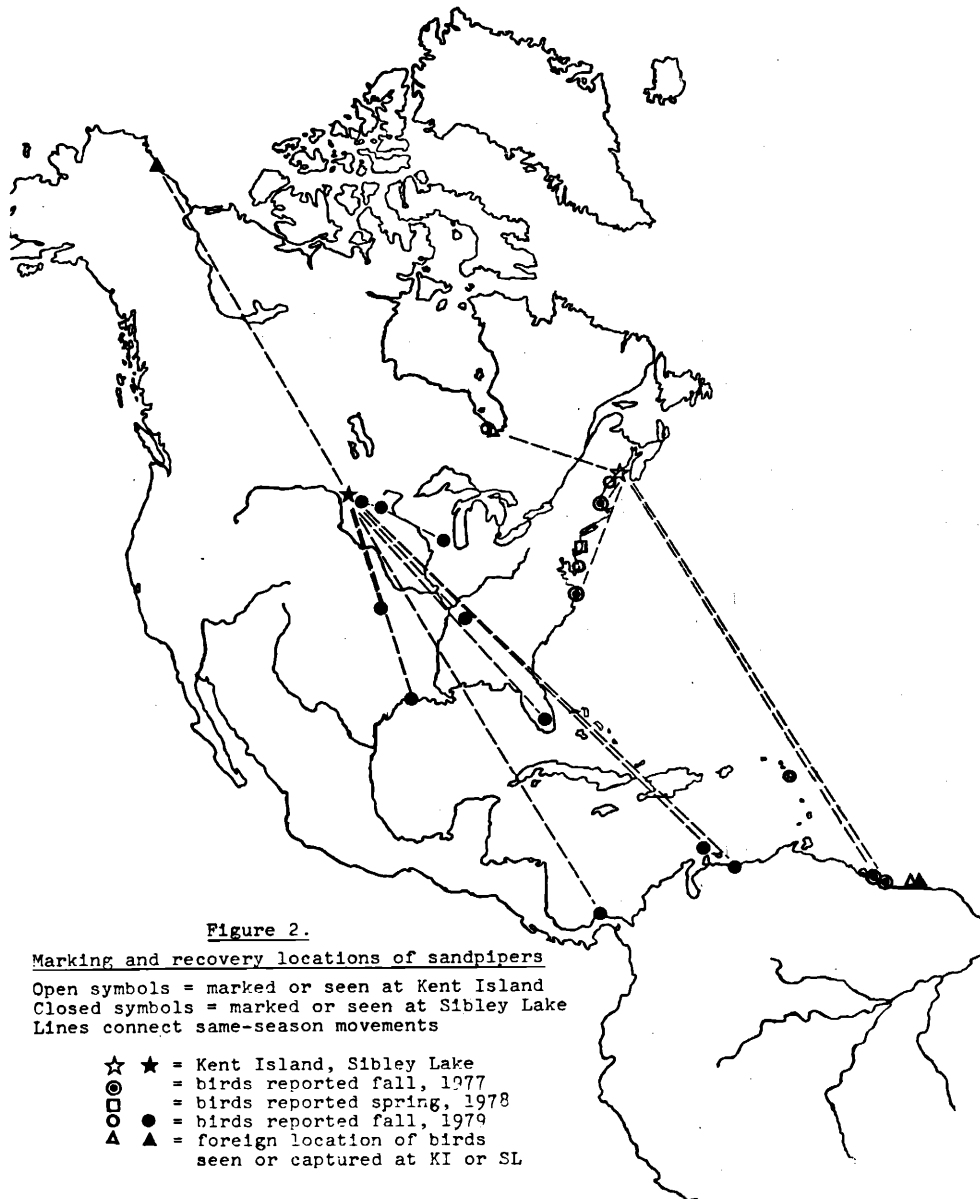 Figure 2.
Marking and recovery locations of sandpipers
Open symbols = marked or seen at Kent Island
Closed symbols = marked or seen at Sibley Lake
Lines connect same-season movements
☆ ★ = Kent Island, Sibley Lake
◉ = birds reported fall, 1977
□ = birds reported spring, 1978
○ ● = birds reported fall, 1979
△ ▲ = foreign location of birds
seen or captured at KI or SL